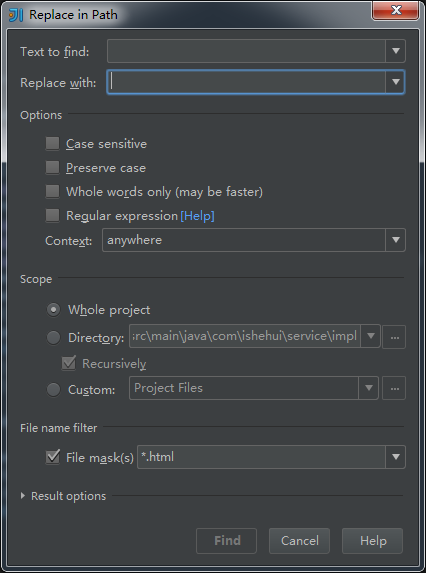 Replace in Path
Text to find:
Replace with:
Options
Case sensitive
Preserve case
Whole words only (may be faster)
Regular expression [Help]
Context: anywhere
Scope
Whole project
Directory: src\main\java\com\ishehui\service\impl ...
Recursively
Custom: Project Files ...
File name filter
File mask(s) *.html
Result options
Find Cancel Help